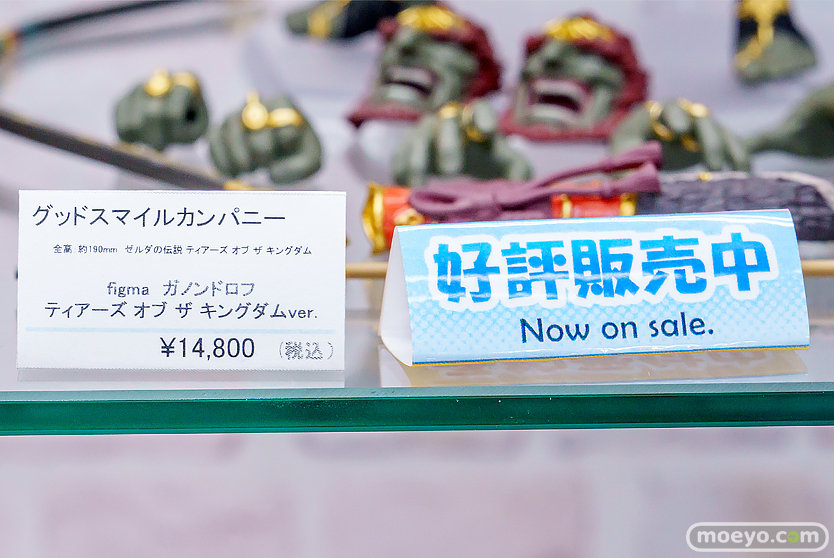 グッドスマイルカンパニー
全高 約190mm ゼルダの伝説 ティアーズ オブ ザ キングダム
figma ガノンドロフ
ティアーズ オブ ザ キングダムver.
¥14,800 (税込)
好評販売中
Now on sale.
moeyo.com